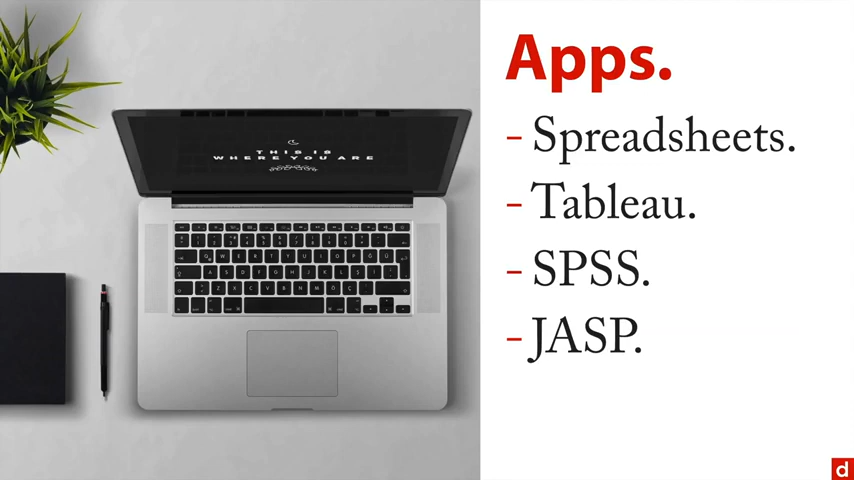 Apps.
- Spreadsheets.
- Tableau.
- SPSS.
- JASP.
THIS IS
WHERE YOU ARE
d